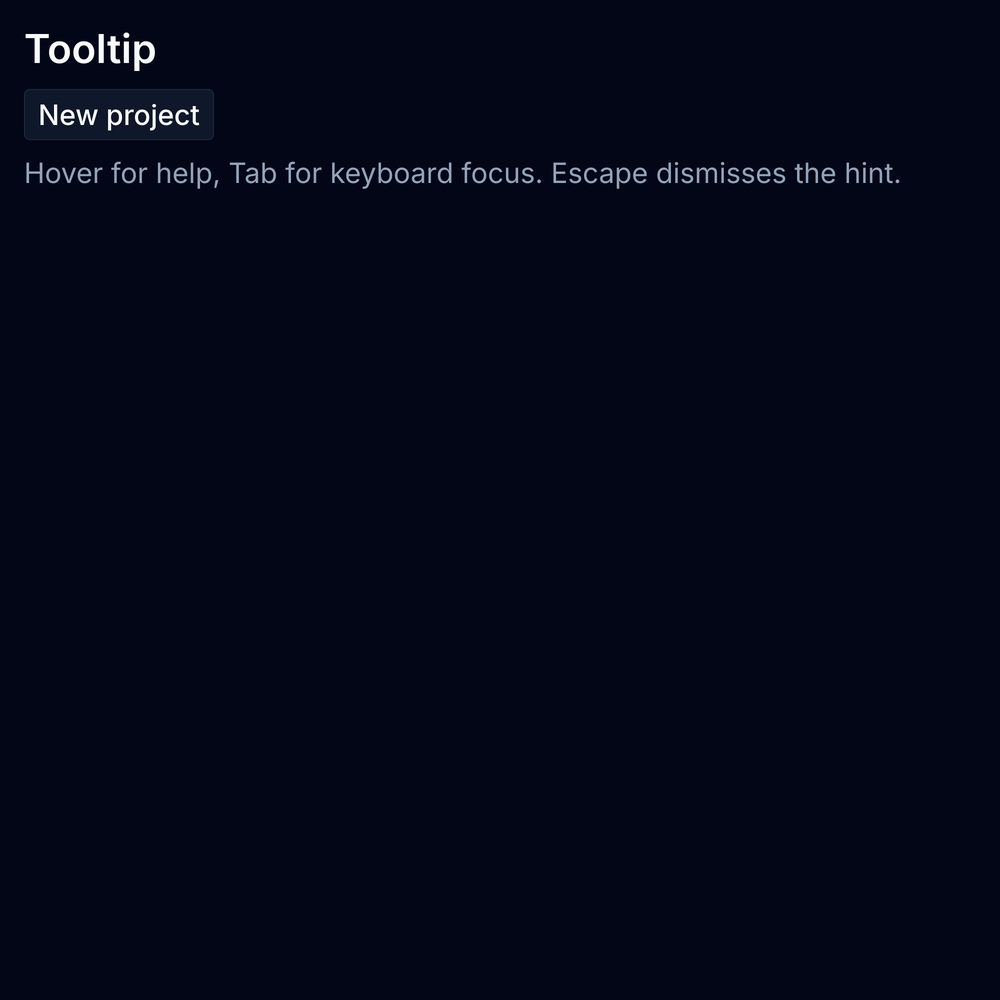 Tooltip
New project
Hover for help, Tab for keyboard focus. Escape dismisses the hint.